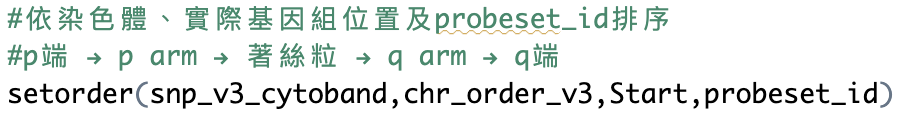 #依染色體、實際基因組位置及probeset_id排序
#p端 → p arm → 著絲粒 → q arm → q端
setorder(snp_v3_cytoband,chr_order_v3,Start,probeset_id)